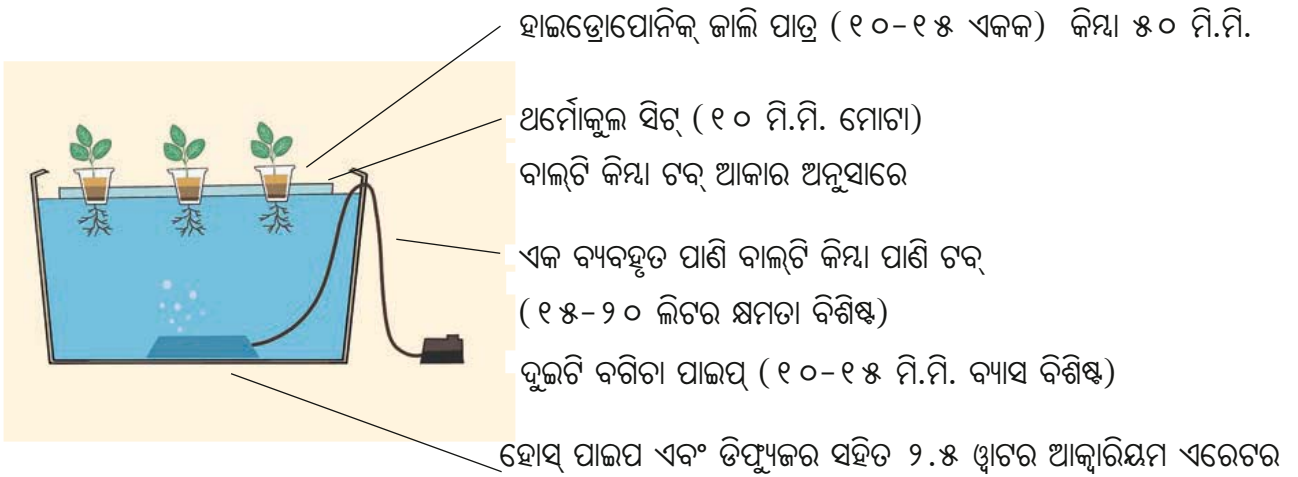 ହାଇଡ୍ରୋପୋନିକ୍ ଜାଲି ପାତ୍ର (୧୦-୧୫ ଏକକ) କିମ୍ବା ୫୦ ମି.ମି.
ଥର୍ମୋକୁଲ ସିଟ୍ (୧୦ ମି.ମି. ମୋଟା)
ବାଲ୍‌ଟି କିମ୍ବା ଟବ୍ ଆକାର ଅନୁସାରେ
ଏକ ବ୍ୟବହୃତ ପାଣି ବାଲ୍‌ଟି କିମ୍ବା ପାଣି ଟବ୍
(୧୫-୨୦ ଲିଟର କ୍ଷମତା ବିଶିଷ୍ଟ)
ଦୁଇଟି ବଗିଚା ପାଇପ୍ (୧୦-୧୫ ମି.ମି. ବ୍ୟାସ ବିଶିଷ୍ଟ)
ହୋସ୍ ପାଇପ ଏବଂ ଡିଫ୍ୟୁଜର ସହିତ ୨.୫ ୱାଟର ଆକ୍ୱାରିୟମ ଏରେଟର